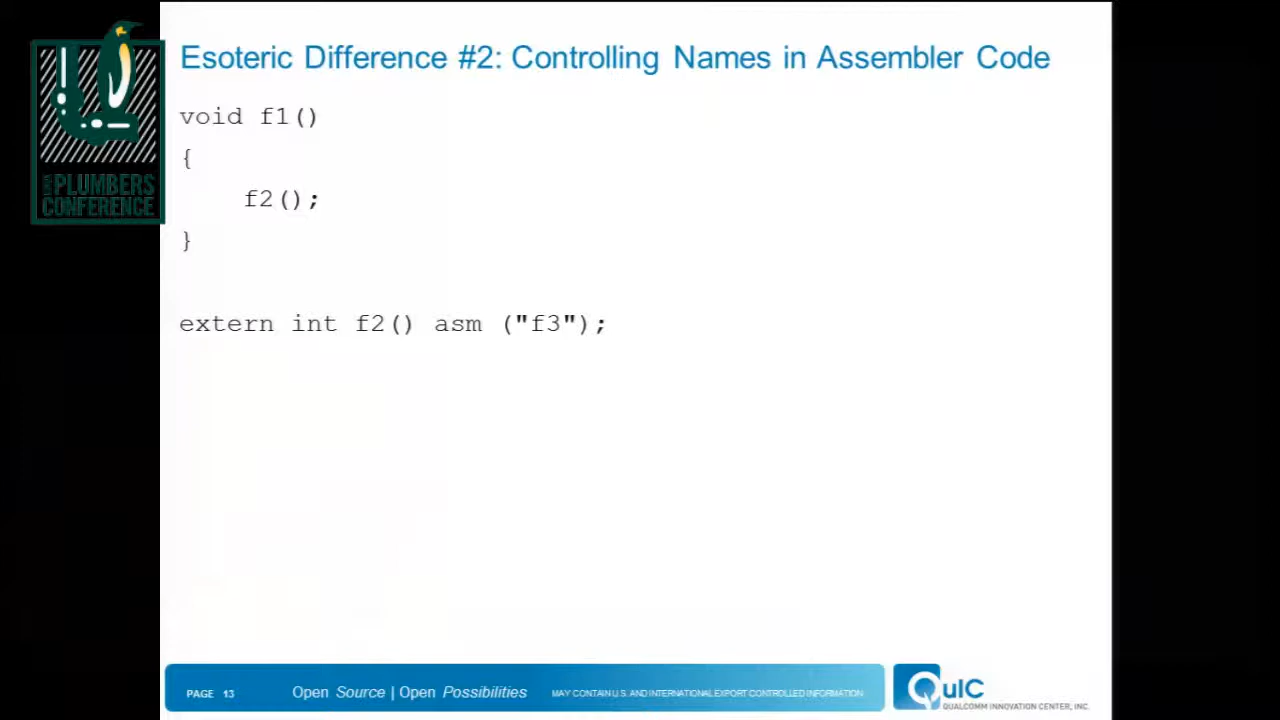 Esoteric Difference #2: Controlling Names in Assembler Code
void f1()
{
f2();
}
extern int f2() asm ("f3");
LINUX
PLUMBERS
CONFERENCE
PAGE 13
Open Source | Open Possibilities
MAY CONTAIN U.S. AND INTERNATIONAL EXPORT CONTROLLED INFORMATION
QuIC
QUALCOMM INNOVATION CENTER, INC.